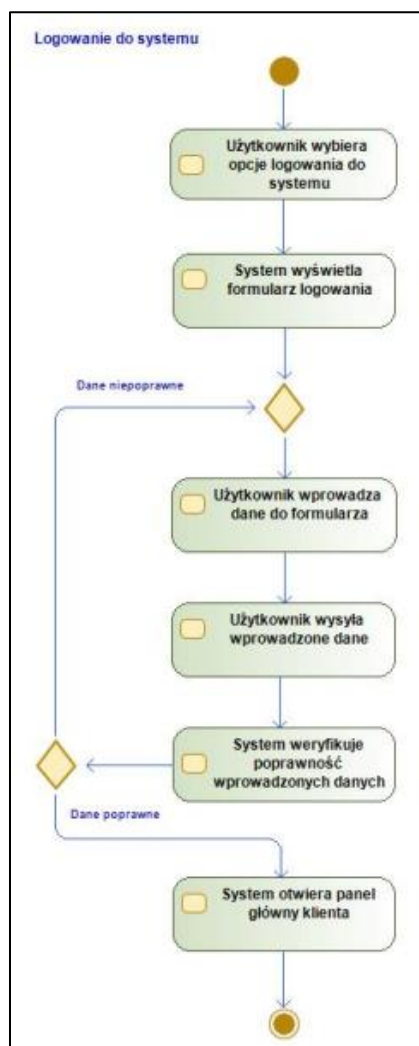 Logowanie do systemu
Użytkownik wybiera
opcje logowania do
systemu
System wyświetla
formularz logowania
Dane niepoprawne
Użytkownik wprowadza
dane do formularza
Użytkownik wysyła
wprowadzone dane
System weryfikuje
poprawność
wprowadzonych danych
Dane poprawne
System otwiera panel
główny klienta